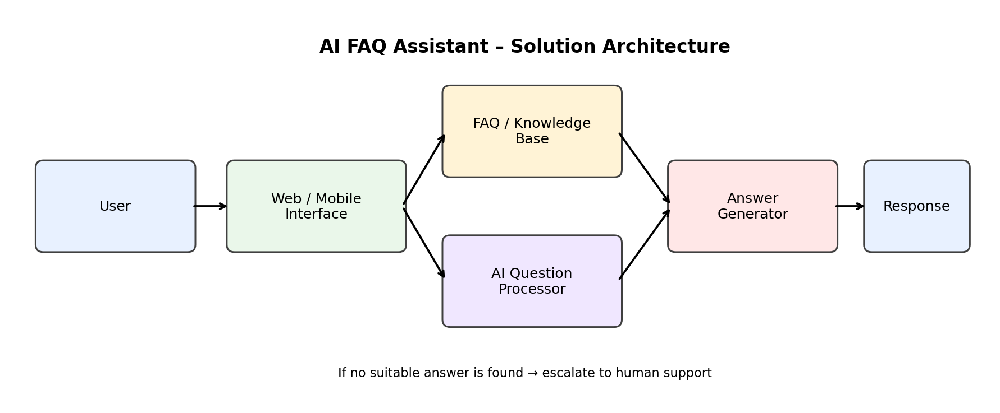 AI FAQ Assistant – Solution Architecture
FAQ / Knowledge
Base
User
Web / Mobile
Interface
Answer
Generator
Response
AI Question
Processor
If no suitable answer is found → escalate to human support